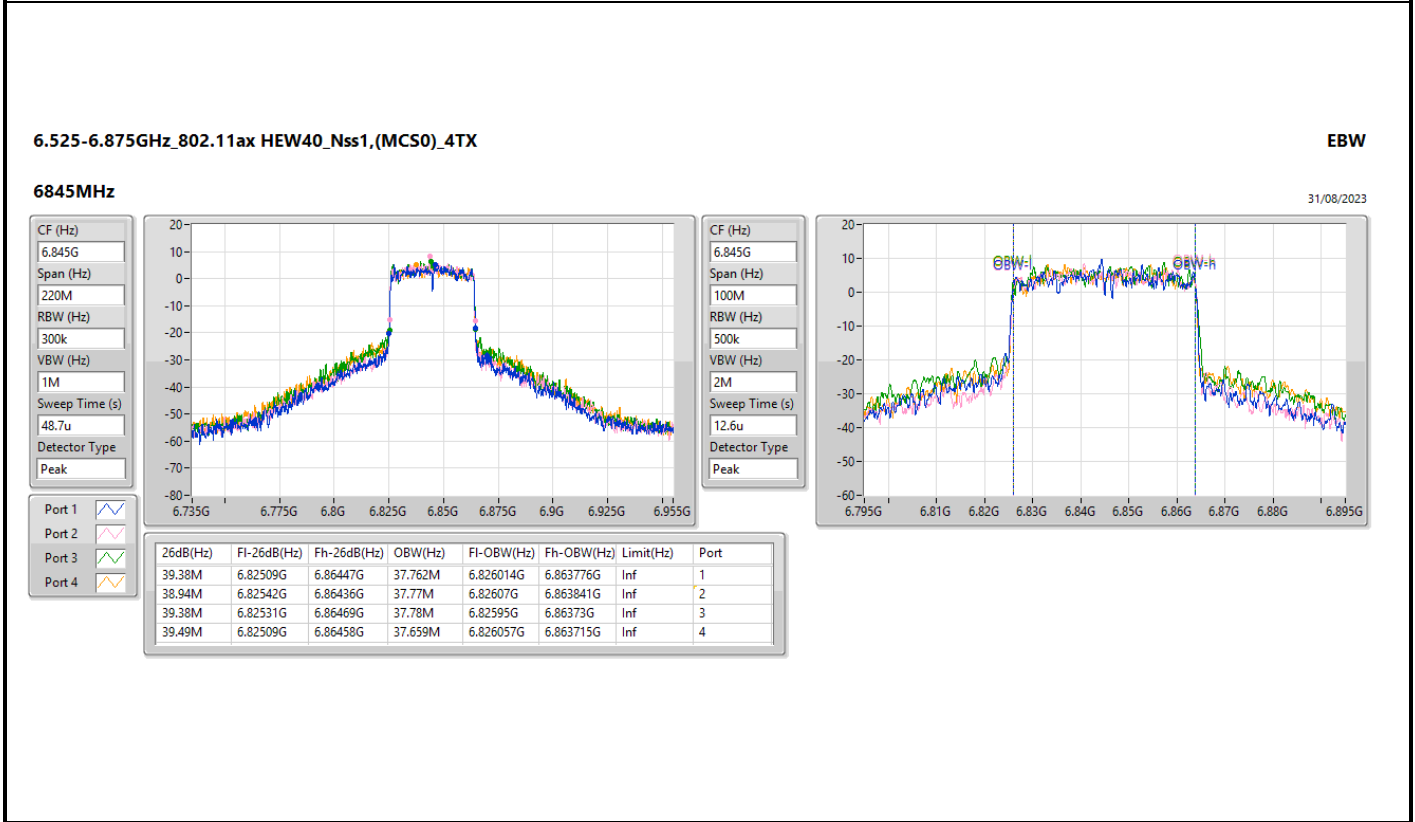 6.525-6.875GHz_802.11ax HEW40_Nss1,(MCS0)_4TX
EBW
6845MHz
31/08/2023
CF (Hz)
6.845G
Span (Hz)
220M
RBW (Hz)
300k
VBW (Hz)
1M
Sweep Time (s)
48.7u
Detector Type
Peak
20
10
0
-10
-20
-30
-40
-50
-60
-70
-80
6.735G 6.775G 6.8G 6.825G 6.85G 6.875G 6.9G 6.925G 6.955G
CF (Hz)
6.845G
Span (Hz)
100M
RBW (Hz)
500k
VBW (Hz)
2M
Sweep Time (s)
12.6u
Detector Type
Peak
20
10
0
-10
-20
-30
-40
-50
-60
OBW-l OBW-h
6.795G 6.81G 6.82G 6.83G 6.84G 6.85G 6.86G 6.87G 6.88G 6.895G
Port 1
Port 2
Port 3
Port 4
26dB(Hz) Fl-26dB(Hz) Fh-26dB(Hz) OBW(Hz) Fl-OBW(Hz) Fh-OBW(Hz) Limit(Hz) Port
39.38M 6.82509G 6.86447G 37.762M 6.826014G 6.863776G Inf 1
38.94M 6.82542G 6.86436G 37.77M 6.82607G 6.863841G Inf 2
39.38M 6.82531G 6.86469G 37.78M 6.82595G 6.86373G Inf 3
39.49M 6.82509G 6.86458G 37.659M 6.826057G 6.863715G Inf 4